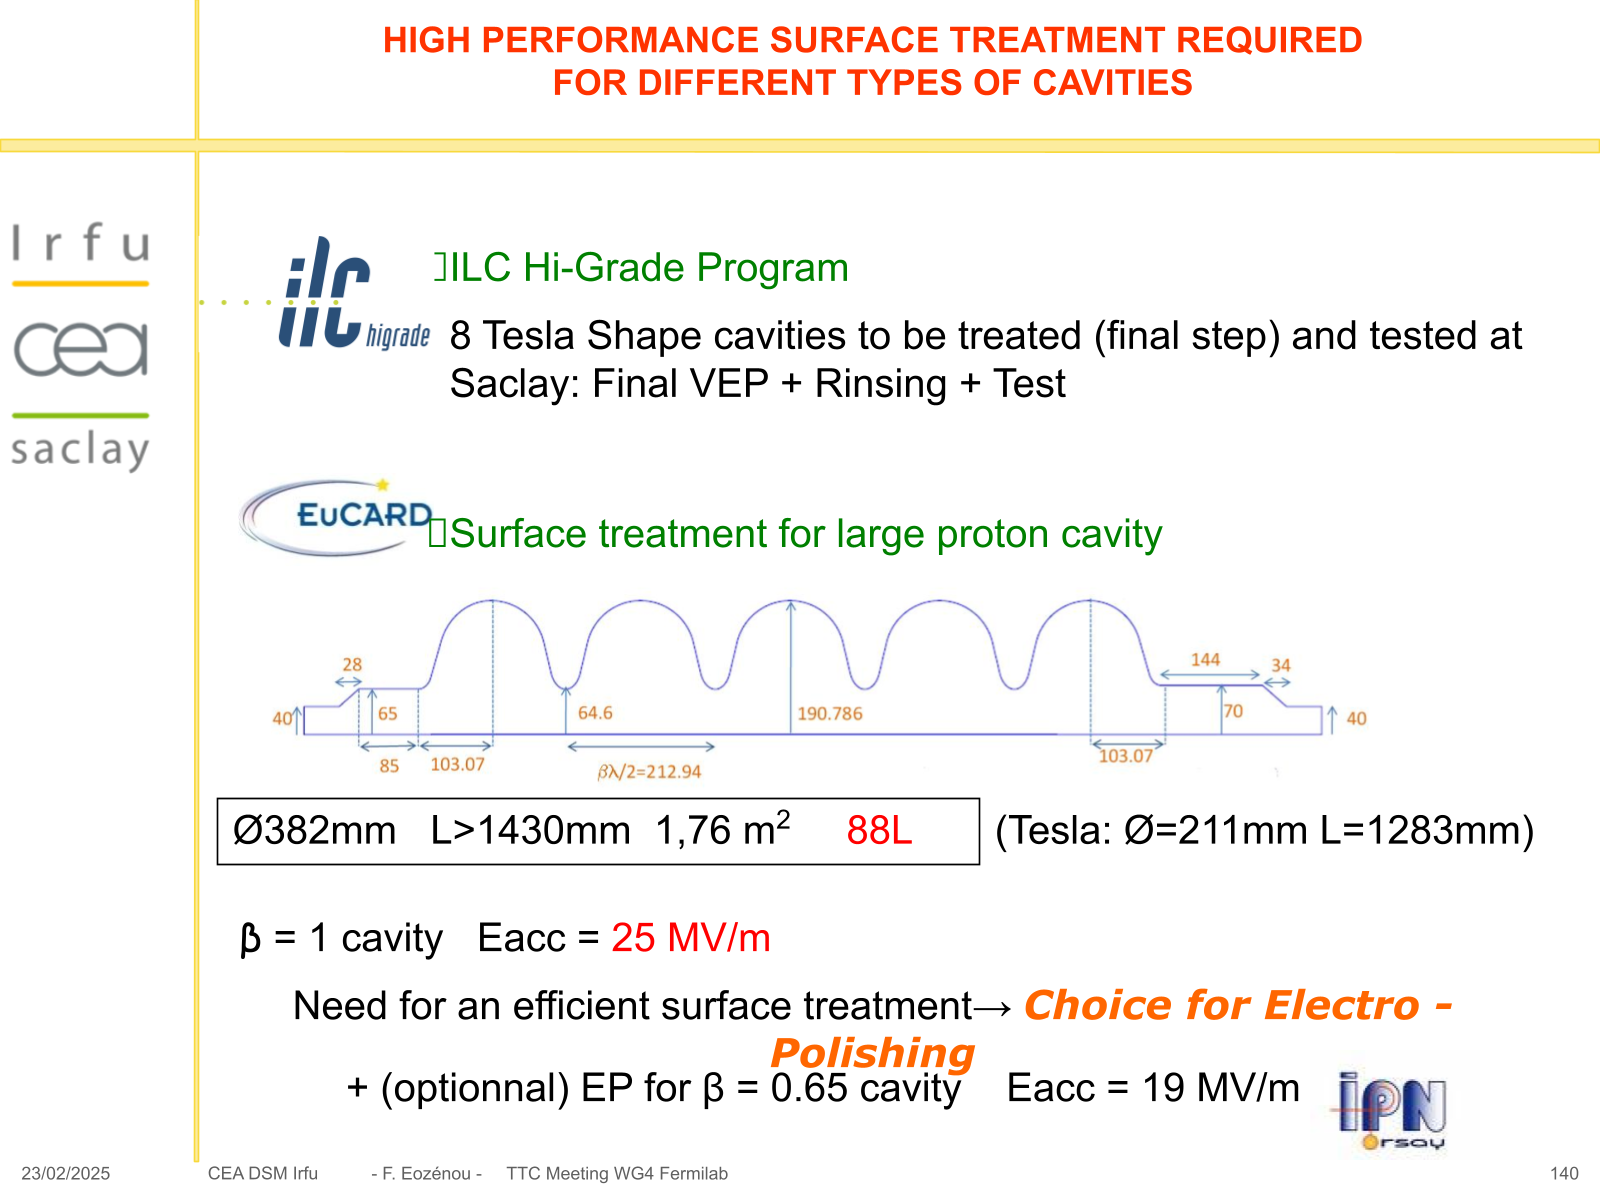 HIGH PERFORMANCE SURFACE TREATMENT REQUIRED
FOR DIFFERENT TYPES OF CAVITIES
Irfu
cea
saclay
ilc higrade
ILC Hi-Grade Program
8 Tesla Shape cavities to be treated (final step) and tested at
Saclay: Final VEP + Rinsing + Test
EuCARD
Surface treatment for large proton cavity
28
144
34
40
65
64.6
190.786
70
40
85
103.07
βλ/2=212.94
103.07
Ø382mm L>1430mm 1,76 m² 88L (Tesla: Ø=211mm L=1283mm)
β = 1 cavity Eacc = 25 MV/m
Need for an efficient surface treatment→ Choice for Electro -
Polishing
+ (optionnal) EP for β = 0.65 cavity Eacc = 19 MV/m
IPN
Orsay
23/02/2025 CEA DSM Irfu - F. Eozénou - TTC Meeting WG4 Fermilab 140